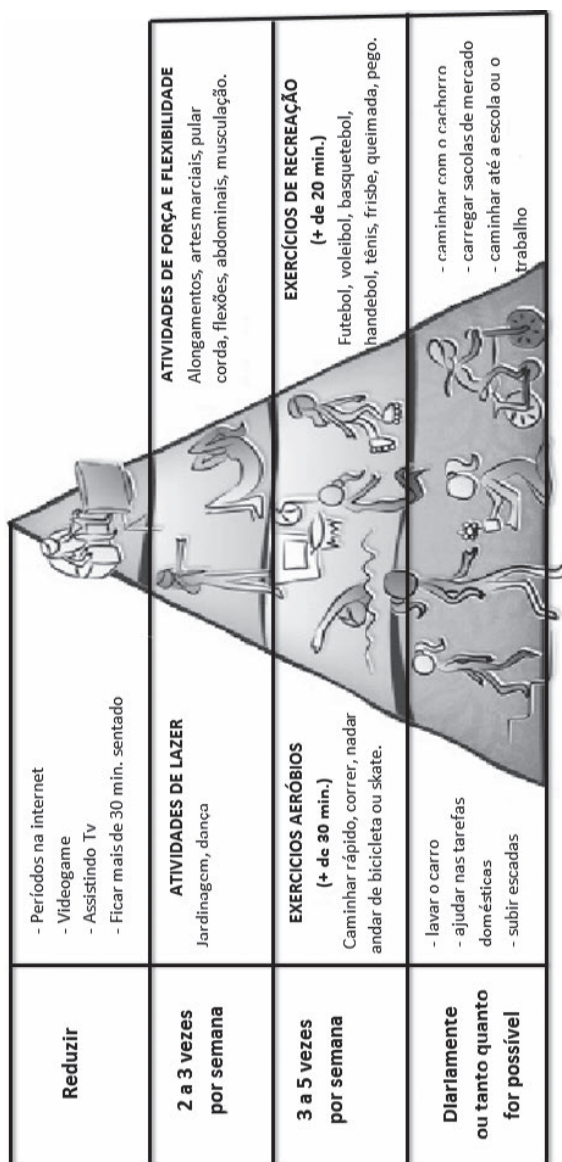 Reduzir
- Períodos na internet
- Videogame
- Assistindo Tv
- Ficar mais de 30 min. sentado
2 a 3 vezes
por semana
ATIVIDADES DE LAZER
Jardinagem, dança
ATIVIDADES DE FORÇA E FLEXIBILIDADE
Alongamentos, artes marciais, pular
corda, flexões, abdominais, musculação.
3 a 5 vezes
por semana
EXERCICIOS AERÓBIOS
(+ de 30 min.)
Caminhar rápido, correr, nadar
andar de bicicleta ou skate.
EXERCÍCIOS DE RECREAÇÃO
(+ de 20 min.)
Futebol, voleibol, basquetebol,
handebol, tênis, frisbe, queimada, pego.
Diariamente
ou tanto quanto
for possível
- lavar o carro
- ajudar nas tarefas
domésticas
- subir escadas
- caminhar com o cachorro
- carregar sacolas de mercado
- caminhar até a escola ou o
trabalho